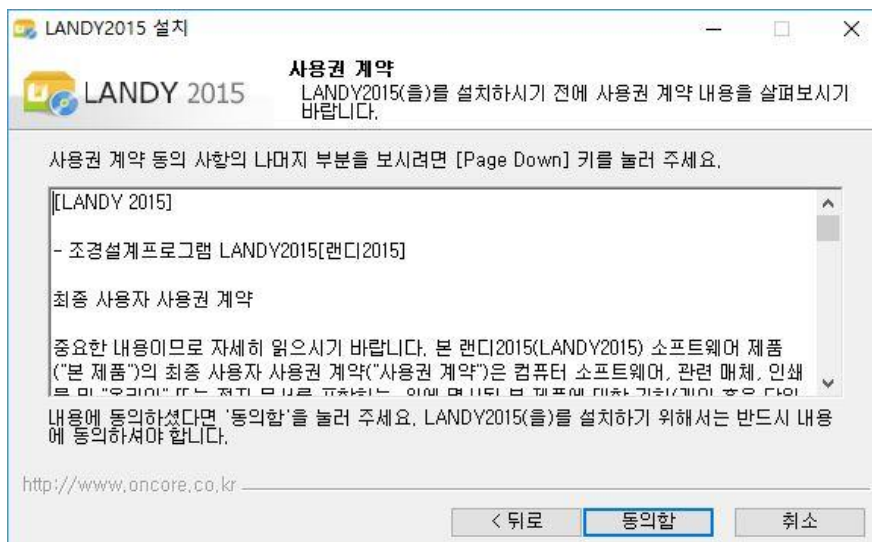 LANDY2015 설치
LANDY 2015
사용권 계약
LANDY2015(을)를 설치하시기 전에 사용권 계약 내용을 살펴보시기
바랍니다.
사용권 계약 동의 사항의 나머지 부분을 보시려면 [Page Down] 키를 눌러 주세요.
[LANDY 2015]
- 조경설계프로그램 LANDY2015[랜디2015]
최종 사용자 사용권 계약
중요한 내용이므로 자세히 읽으시기 바랍니다. 본 랜디2015(LANDY2015) 소프트웨어 제품
("본 제품")의 최종 사용자 사용권 계약("사용권 계약")은 컴퓨터 소프트웨어, 관련 매체, 인쇄
내용에 동의하셨다면 '동의함'을 눌러 주세요. LANDY2015(을)를 설치하기 위해서는 반드시 내용
에 동의하셔야 합니다.
http://www.oncore.co.kr
< 뒤로
동의함
취소